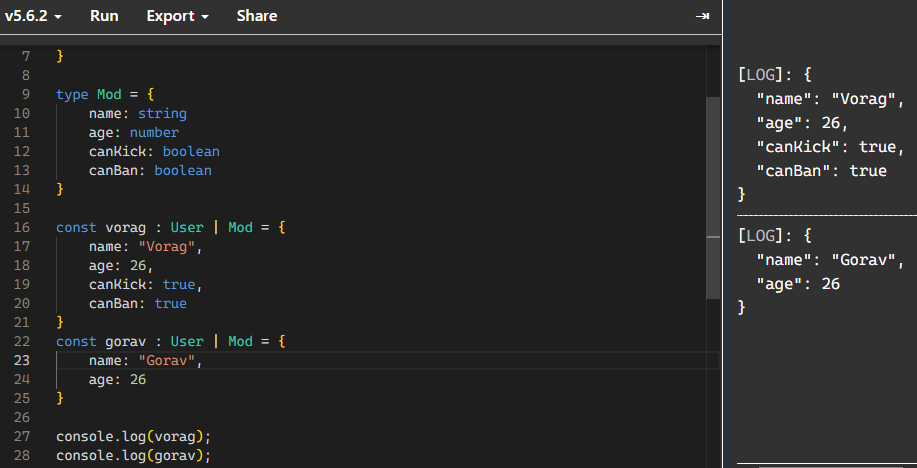 v5.6.2 Run Export Share
7 }
8
9 type Mod = {
10 name: string
11 age: number
12 canKick: boolean
13 canBan: boolean
14 }
15
16 const vorag : User | Mod = {
17 name: "Vorag",
18 age: 26,
19 canKick: true,
20 canBan: true
21 }
22 const gorav : User | Mod = {
23 name: "Gorav",
24 age: 26
25 }
26
27 console.log(vorag);
28 console.log(gorav);
[LOG]: {
"name": "Vorag",
"age": 26,
"canKick": true,
"canBan": true
}
[LOG]: {
"name": "Gorav",
"age": 26
}